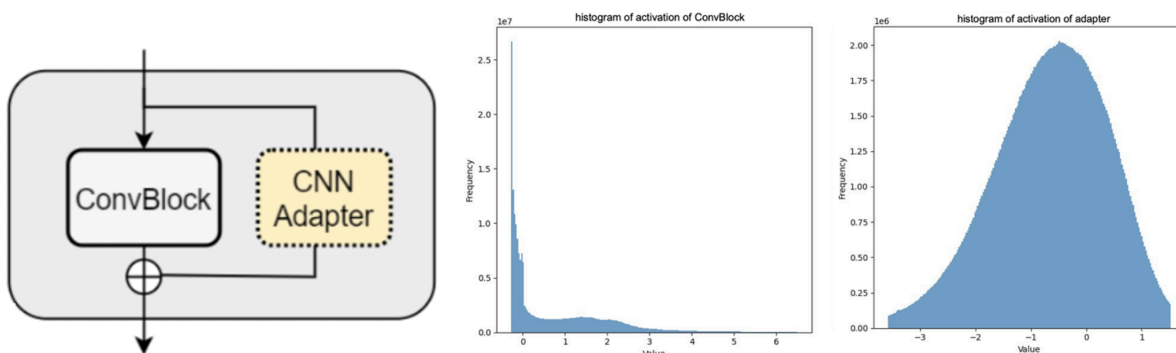 ConvBlock
CNN
Adapter
histogram of activation of ConvBlock
1e7
2.5
2.0
1.5
1.0
0.5
0.0
Frequency
0 1 2 3 4 5 6
Value
histogram of activation of adapter
1e6
2.00
1.75
1.50
1.25
1.00
0.75
0.50
0.25
0.00
Frequency
−3 −2 −1 0 1
Value